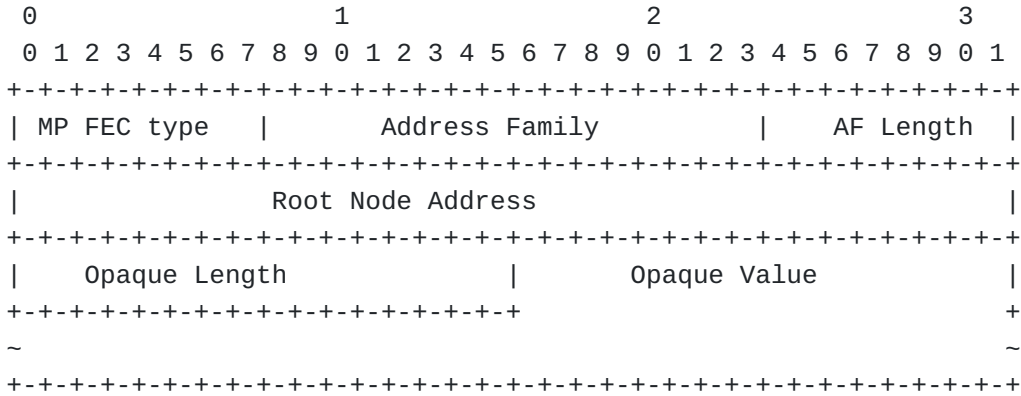 0                   1                   2                   3
 0 1 2 3 4 5 6 7 8 9 0 1 2 3 4 5 6 7 8 9 0 1 2 3 4 5 6 7 8 9 0 1
+-+-+-+-+-+-+-+-+-+-+-+-+-+-+-+-+-+-+-+-+-+-+-+-+-+-+-+-+-+-+-+-+
| MP FEC type   |       Address Family          |    AF Length  |
+-+-+-+-+-+-+-+-+-+-+-+-+-+-+-+-+-+-+-+-+-+-+-+-+-+-+-+-+-+-+-+-+
|                Root Node Address                              |
+-+-+-+-+-+-+-+-+-+-+-+-+-+-+-+-+-+-+-+-+-+-+-+-+-+-+-+-+-+-+-+-+
|    Opaque Length              |       Opaque Value            |
+-+-+-+-+-+-+-+-+-+-+-+-+-+-+-+-+                               +
~                                                               ~
+-+-+-+-+-+-+-+-+-+-+-+-+-+-+-+-+-+-+-+-+-+-+-+-+-+-+-+-+-+-+-+-+